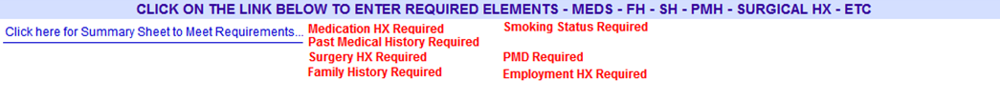 CLICK ON THE LINK BELOW TO ENTER REQUIRED ELEMENTS - MEDS - FH - SH - PMH - SURGICAL HX - ETC
Click here for Summary Sheet to Meet Requirements...
Medication HX Required
Smoking Status Required
Past Medical History Required
Surgery HX Required
PMD Required
Family History Required
Employment HX Required